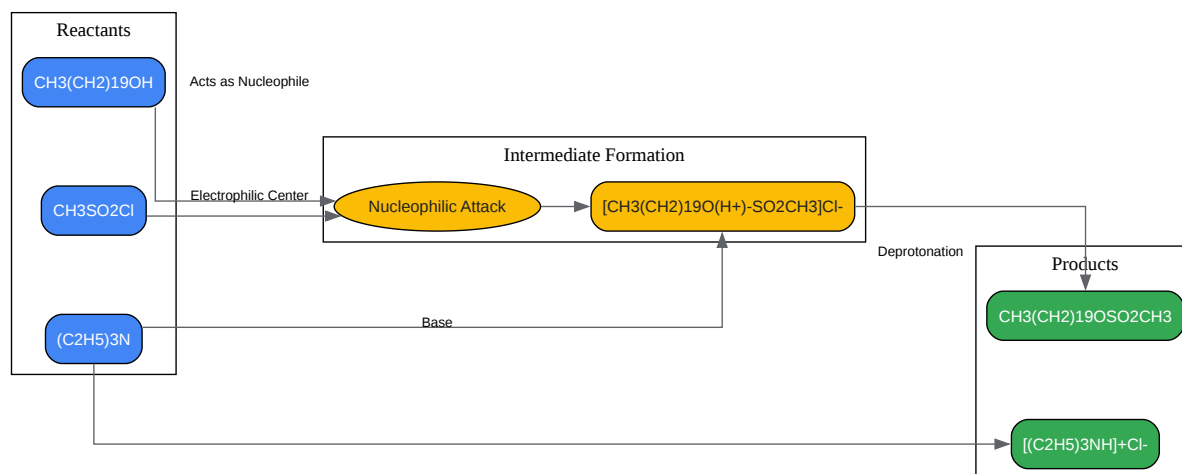 Reactants
CH3(CH2)19OH
Acts as Nucleophile
Intermediate Formation
Electrophilic Center
CH3SO2Cl
Nucleophilic Attack
[CH3(CH2)19O(H+)-SO2CH3]Cl-
Deprotonation
Products
CH3(CH2)19OSO2CH3
Base
(C2H5)3N
[(C2H5)3NH]+Cl-